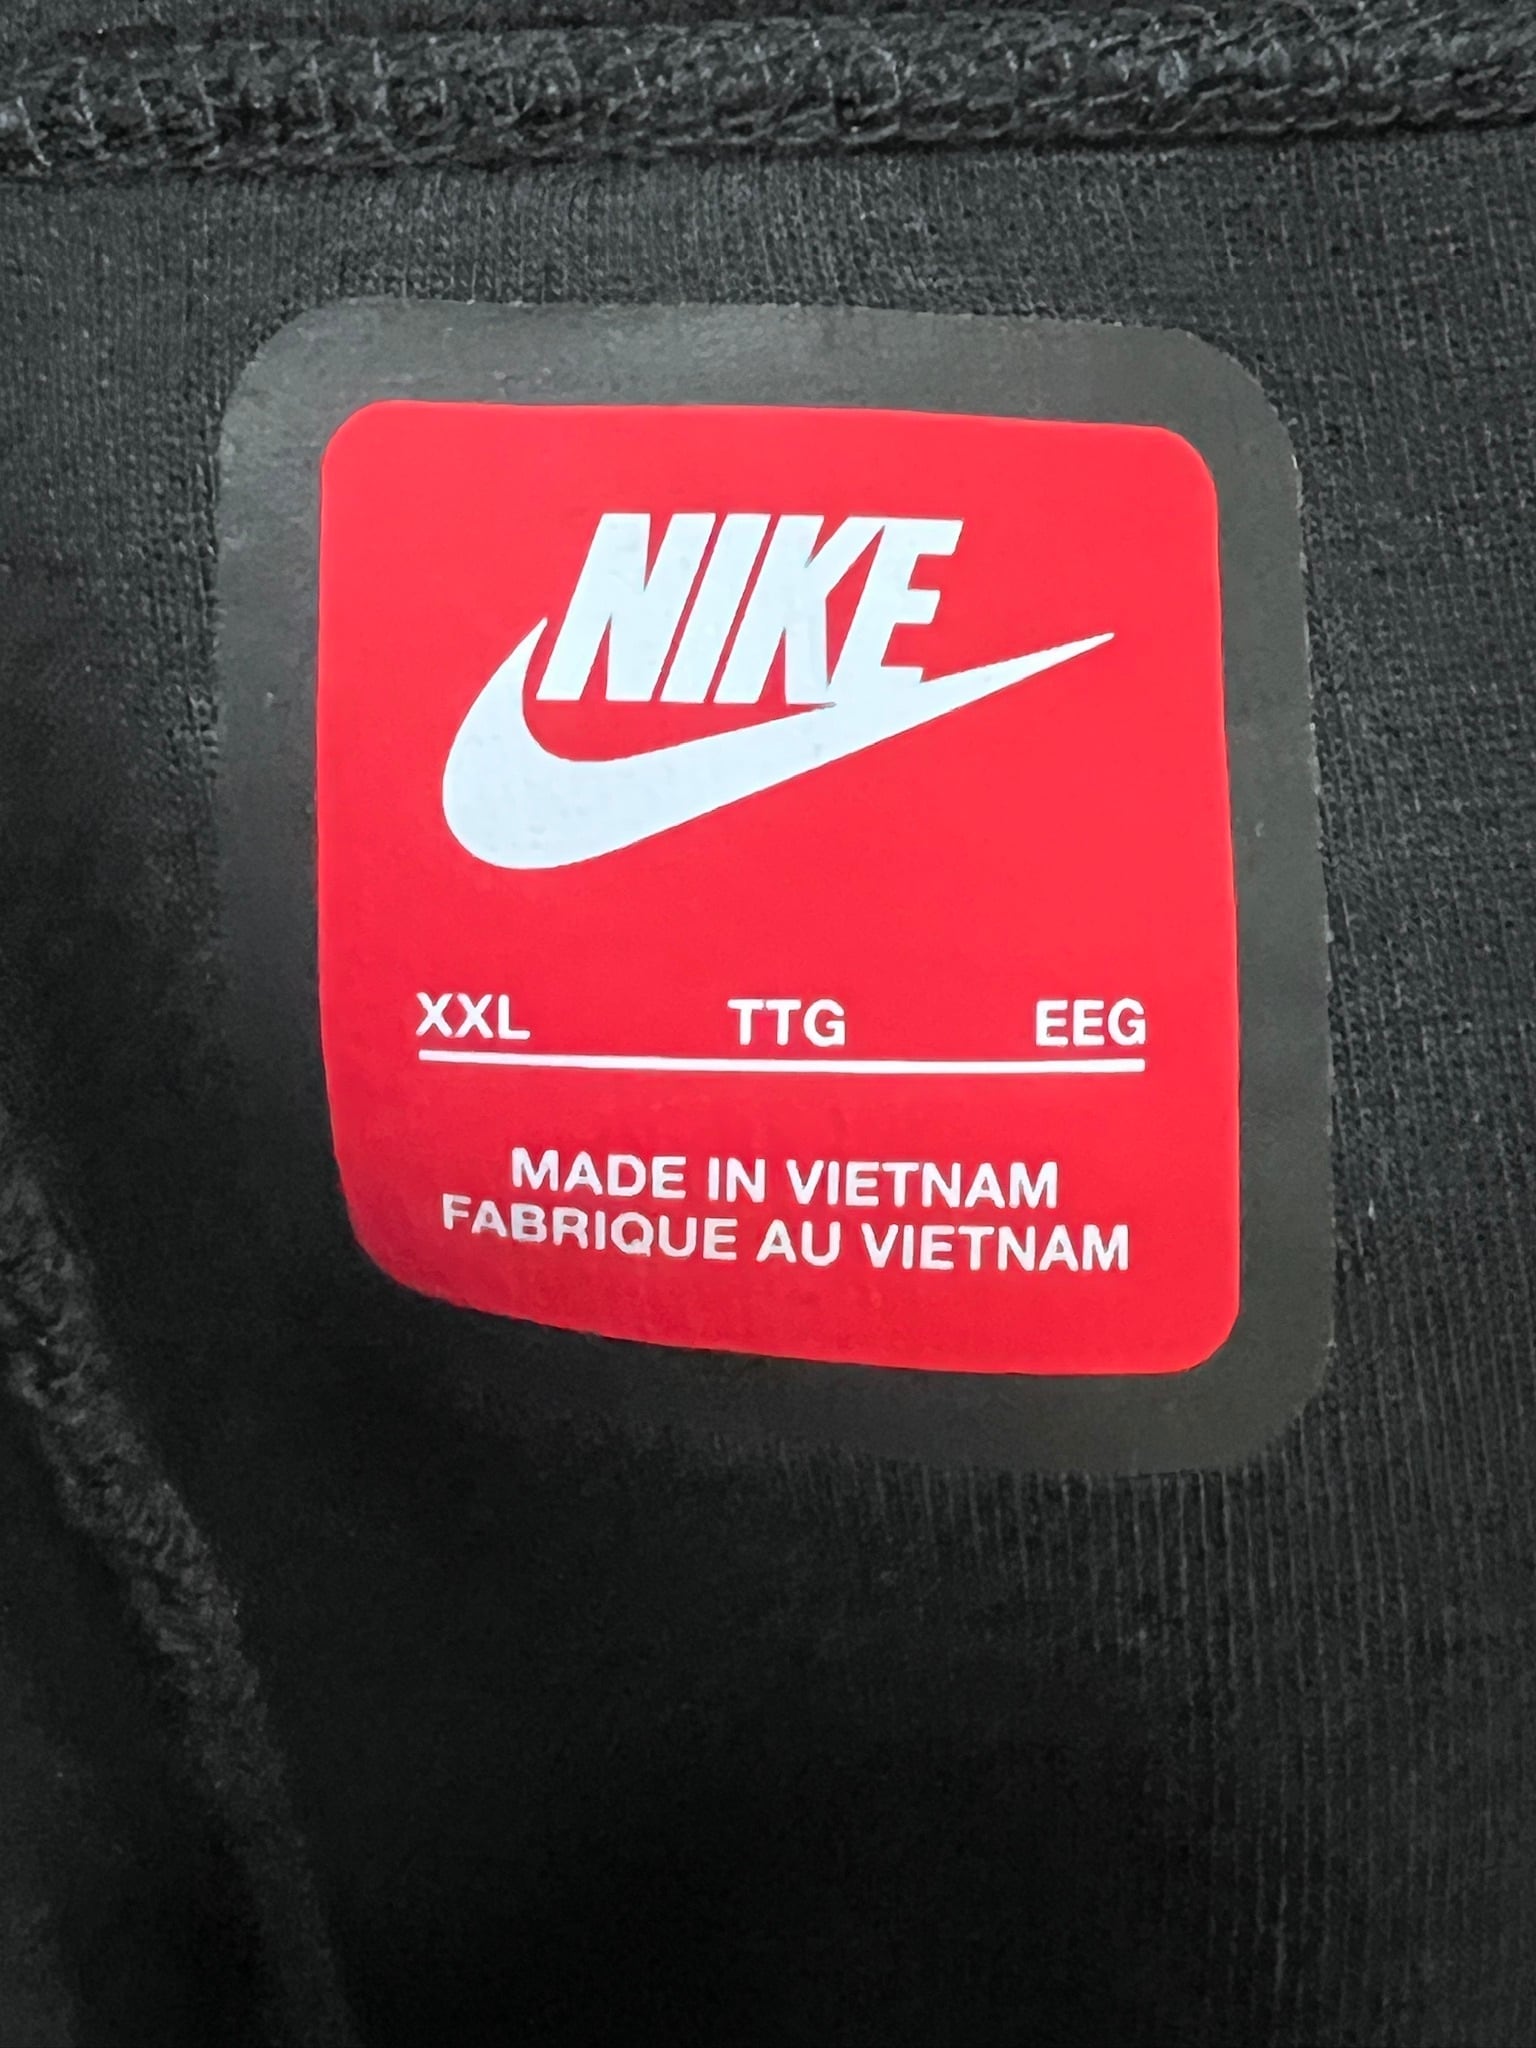 NIKE
XXL TTG EEG
MADE IN VIETNAM
FABRIQUE AU VIETNAM